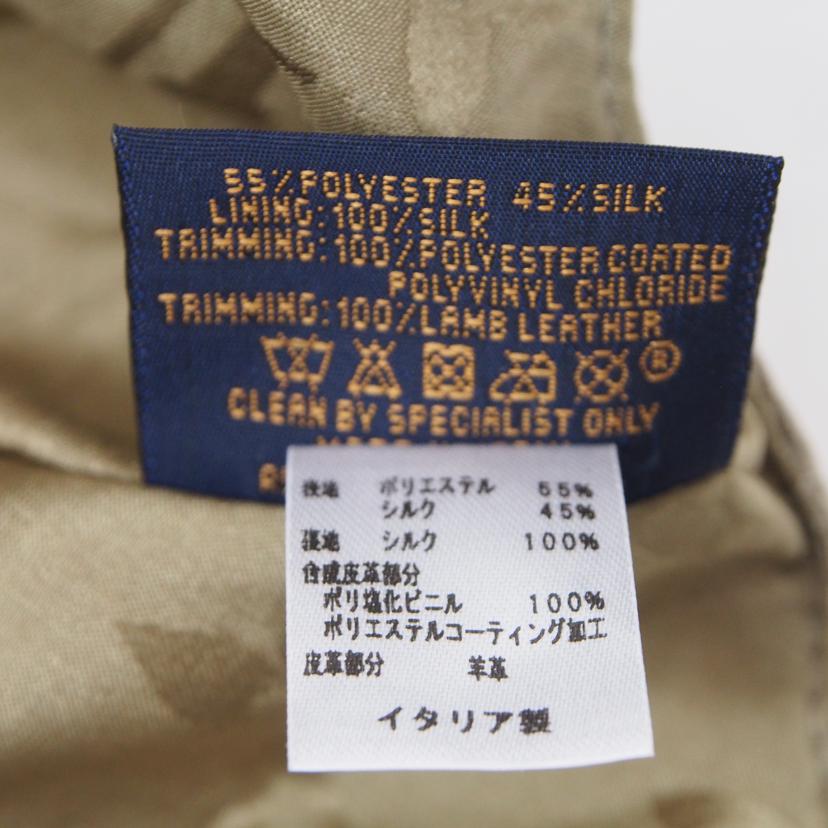 55%POLYESTER 45%SILK
LINING:100%SILK
TRIMMING:100%POLYESTER COATED
POLYVINYL CHLORIDE
TRIMMING:100%LAMB LEATHER
®
CLEAN BY SPECIALIST ONLY
表地 ポリエステル 55%
シルク 45%
裏地 シルク 100%
合成皮革部分
ポリ塩化ビニル 100%
ポリエステルコーティング加工
皮革部分 羊革
イタリア製